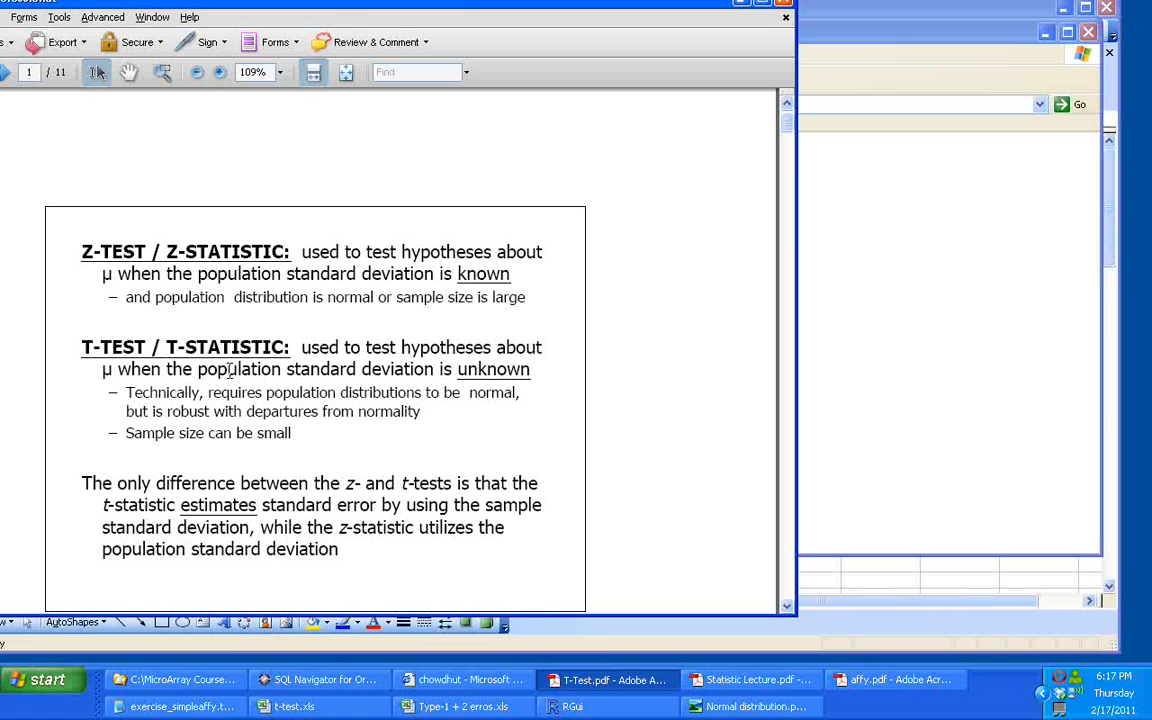 Forms Tools Advanced Window Help
Export Secure Sign Forms Review & Comment
1 / 11 109% Find
Go
Z-TEST / Z-STATISTIC: used to test hypotheses about
μ when the population standard deviation is known
– and population distribution is normal or sample size is large
T-TEST / T-STATISTIC: used to test hypotheses about
μ when the population standard deviation is unknown
– Technically, requires population distributions to be normal,
but is robust with departures from normality
– Sample size can be small
The only difference between the z- and t-tests is that the
t-statistic estimates standard error by using the sample
standard deviation, while the z-statistic utilizes the
population standard deviation
AutoShapes
start
C:\MicroArray Course...
SQL Navigator for Or...
chowdhut - Microsoft ...
T-Test.pdf - Adobe A...
Statistic Lecture.pdf -...
affy.pdf - Adobe Acr...
6:17 PM
exercise_simpleaffy.t...
t-test.xls
Type-1 + 2 erros.xls
RGui
Normal distribution.p...
Thursday
2/17/2011